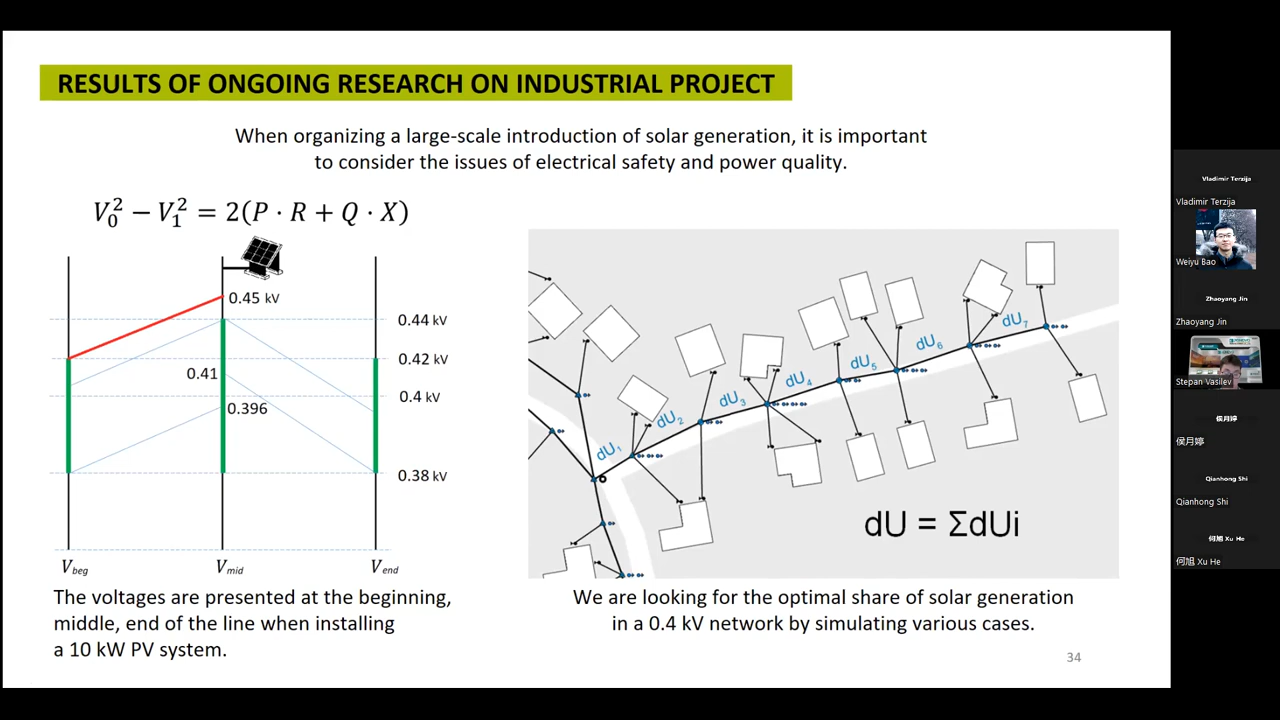 RESULTS OF ONGOING RESEARCH ON INDUSTRIAL PROJECT
When organizing a large-scale introduction of solar generation, it is important
to consider the issues of electrical safety and power quality.
V₀² − V₁² = 2(P · R + Q · X)
0.45 kV
0.44 kV
0.42 kV
0.41
0.4 kV
0.396
0.38 kV
V_beg
V_mid
V_end
The voltages are presented at the beginning,
middle, end of the line when installing
a 10 kW PV system.
dU₁
dU₂
dU₃
dU₄
dU₅
dU₆
dU₇
dU = ΣdUi
We are looking for the optimal share of solar generation
in a 0.4 kV network by simulating various cases.
34
Vladimir Terzija
Vladimir Terzija
Weiyu Bao
Zhaoyang Jin
Zhaoyang Jin
Stepan Vasilev
侯月婷
侯月婷
Qianhong Shi
Qianhong Shi
何旭 Xu He
何旭 Xu He